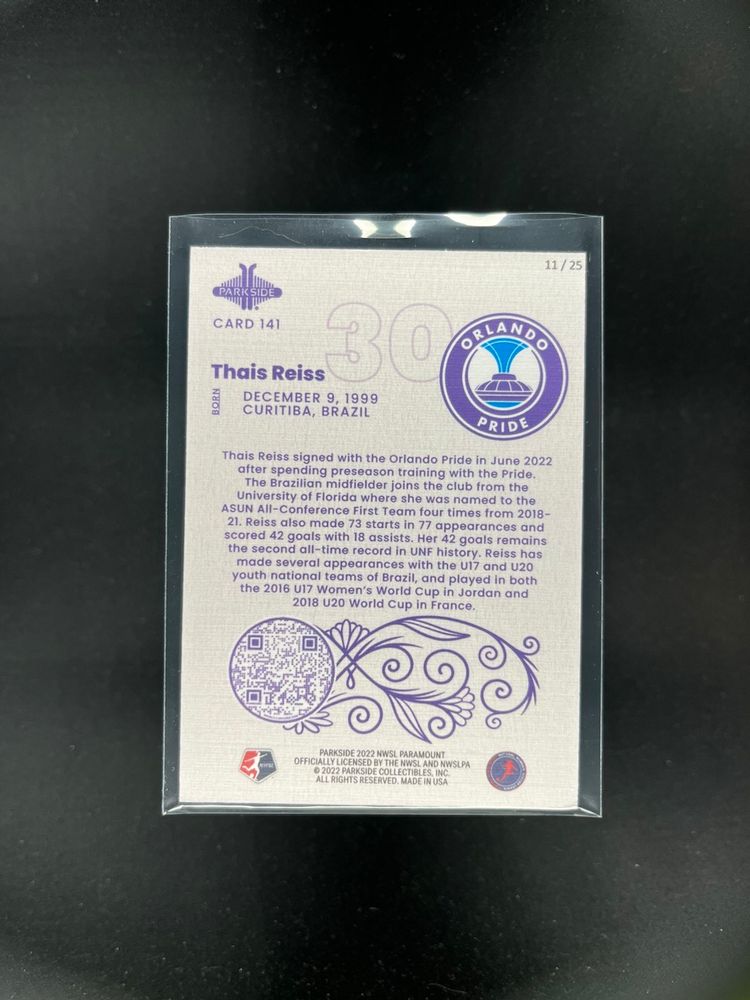 11 / 25
PARKSIDE
CARD 141
30
ORLANDO
PRIDE
Thais Reiss
BORN
DECEMBER 9, 1999
CURITIBA, BRAZIL
Thais Reiss signed with the Orlando Pride in June 2022
after spending preseason training with the Pride.
The Brazilian midfielder joins the club from the
University of Florida where she was named to the
ASUN All-Conference First Team four times from 2018-
21. Reiss also made 73 starts in 77 appearances and
scored 42 goals with 18 assists. Her 42 goals remains
the second all-time record in UNF history. Reiss has
made several appearances with the U17 and U20
youth national teams of Brazil, and played in both
the 2016 U17 Women's World Cup in Jordan and
2018 U20 World Cup in France.
PARKSIDE 2022 NWSL PARAMOUNT
OFFICIALLY LICENSED BY THE NWSL AND NWSLPA
© 2022 PARKSIDE COLLECTIBLES, INC.
ALL RIGHTS RESERVED. MADE IN USA